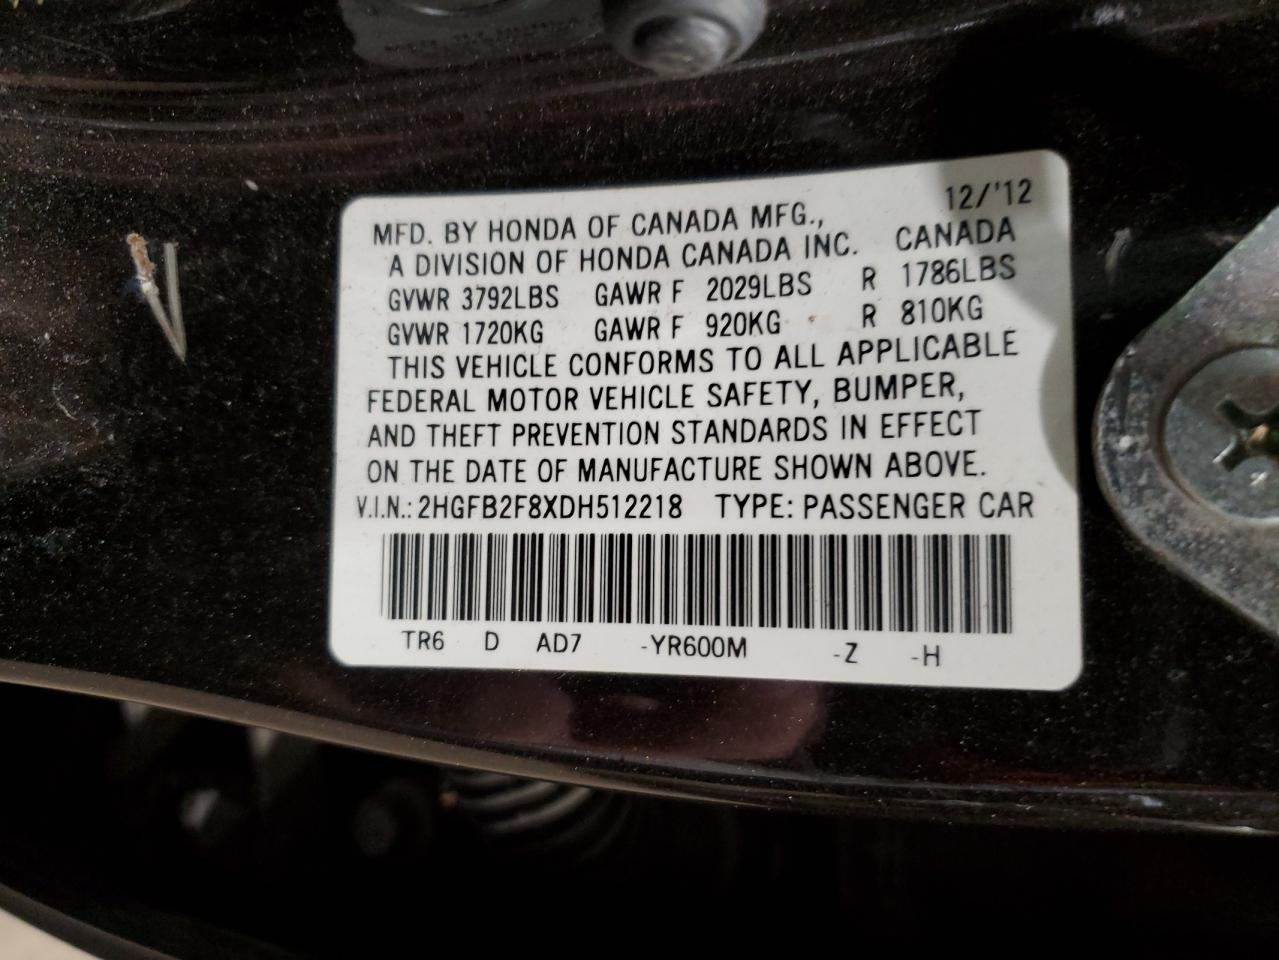 12/'12
MFD. BY HONDA OF CANADA MFG.,
A DIVISION OF HONDA CANADA INC. CANADA
GVWR 3792LBS GAWR F 2029LBS R 1786LBS
GVWR 1720KG GAWR F 920KG R 810KG
THIS VEHICLE CONFORMS TO ALL APPLICABLE
FEDERAL MOTOR VEHICLE SAFETY, BUMPER,
AND THEFT PREVENTION STANDARDS IN EFFECT
ON THE DATE OF MANUFACTURE SHOWN ABOVE.
V.I.N.: 2HGFB2F8XDH512218 TYPE: PASSENGER CAR
TR6 D AD7 -YR600M -Z -H